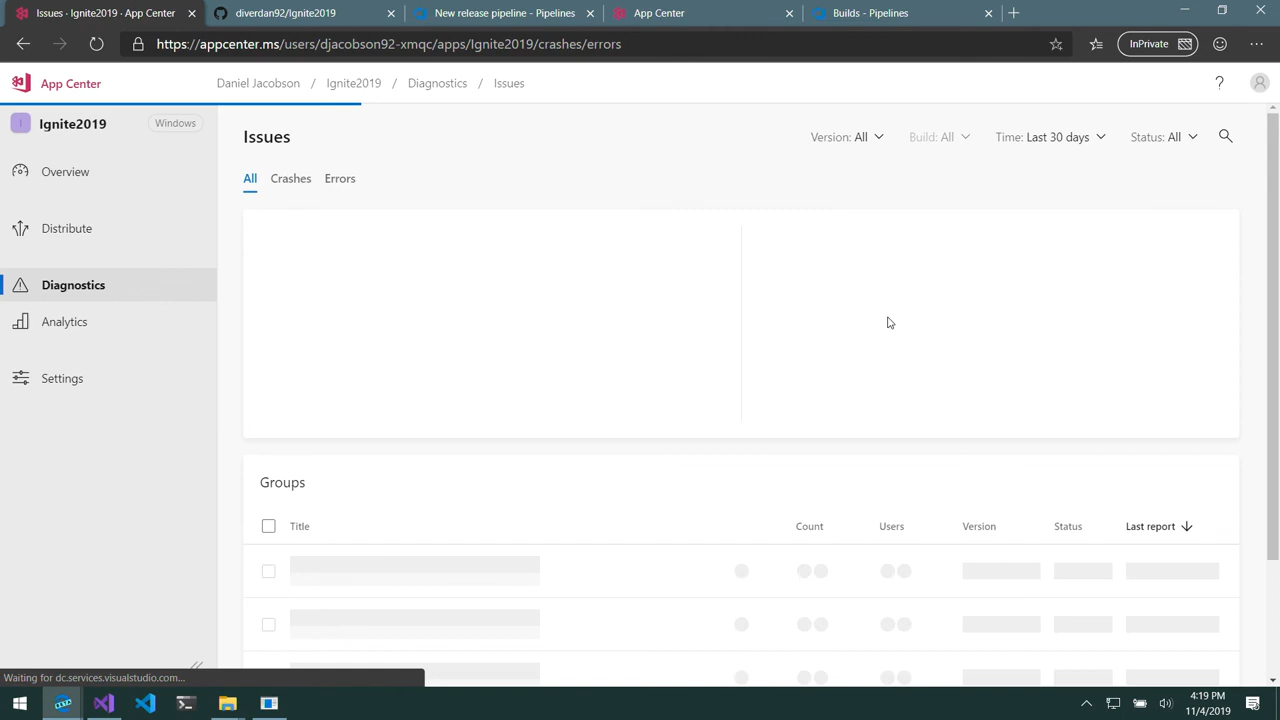 Issues - Ignite2019 - App Center
diverdan92/Ignite2019
New release pipeline - Pipelines
App Center
Builds - Pipelines
https://appcenter.ms/users/djacobson92-xmqc/apps/Ignite2019/crashes/errors
InPrivate
App Center
Daniel Jacobson / Ignite2019 / Diagnostics / Issues
?
I Ignite2019 Windows
Overview
Distribute
Diagnostics
Analytics
Settings
Issues
Version: All
Build: All
Time: Last 30 days
Status: All
All Crashes Errors
Groups
Title Count Users Version Status Last report
Waiting for dc.services.visualstudio.com...
4:19 PM
11/4/2019